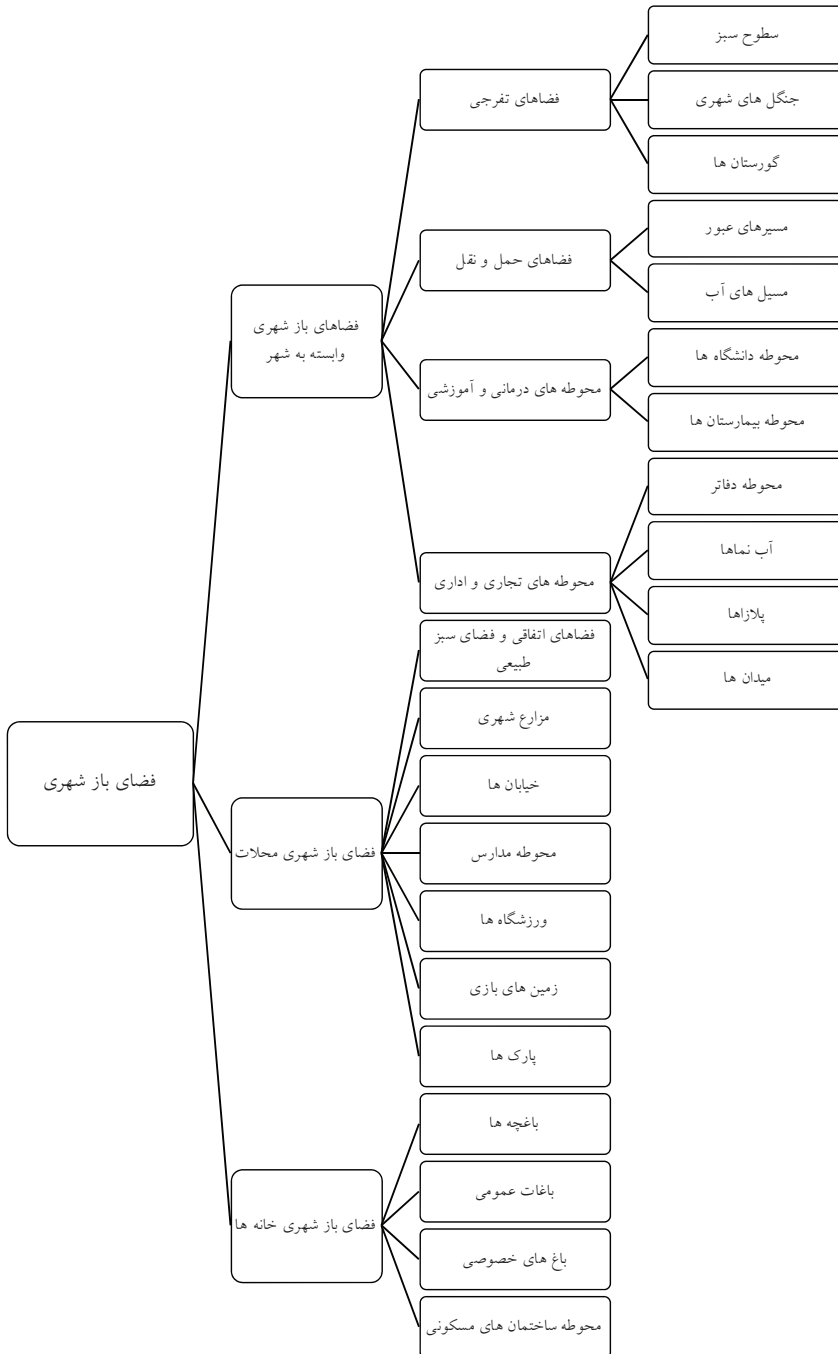 فضای باز شهری
فضاهای باز شهری
وابسته به شهر
فضاهای تفرجی
سطوح سبز
جنگل های شهری
گورستان ها
فضاهای حمل و نقل
مسیرهای عبور
مسیل های آب
محوطه های درمانی و آموزشی
محوطه دانشگاه ها
محوطه بیمارستان ها
محوطه های تجاری و اداری
محوطه دفاتر
آب نماها
پلازاها
میدان ها
فضای باز شهری محلات
فضاهای اتفاقی و فضای سبز
طبیعی
مزارع شهری
خیابان ها
محوطه مدارس
ورزشگاه ها
زمین های بازی
پارک ها
فضای باز شهری خانه ها
باغچه ها
باغات عمومی
باغ های خصوصی
محوطه ساختمان های مسکونی